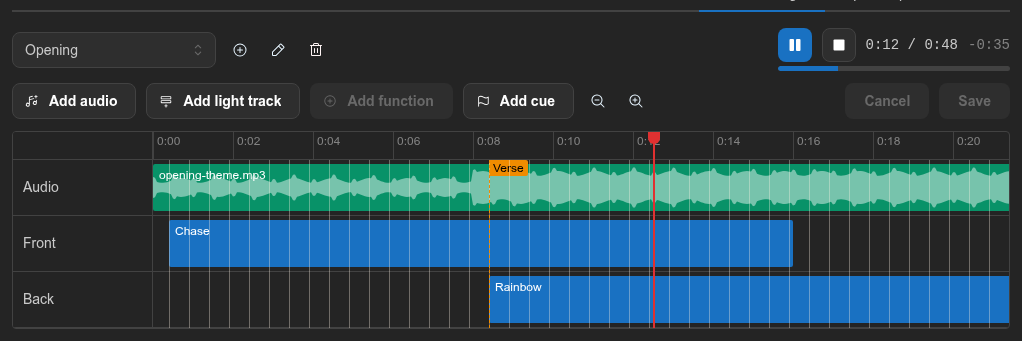 Opening
0:12 / 0:48 -0:35
Add audio
Add light track
Add function
Add cue
Cancel
Save
0:00 0:02 0:04 0:06 0:08 0:10 0:12 0:14 0:16 0:18 0:20
Audio
opening-theme.mp3
Verse
Front
Chase
Back
Rainbow